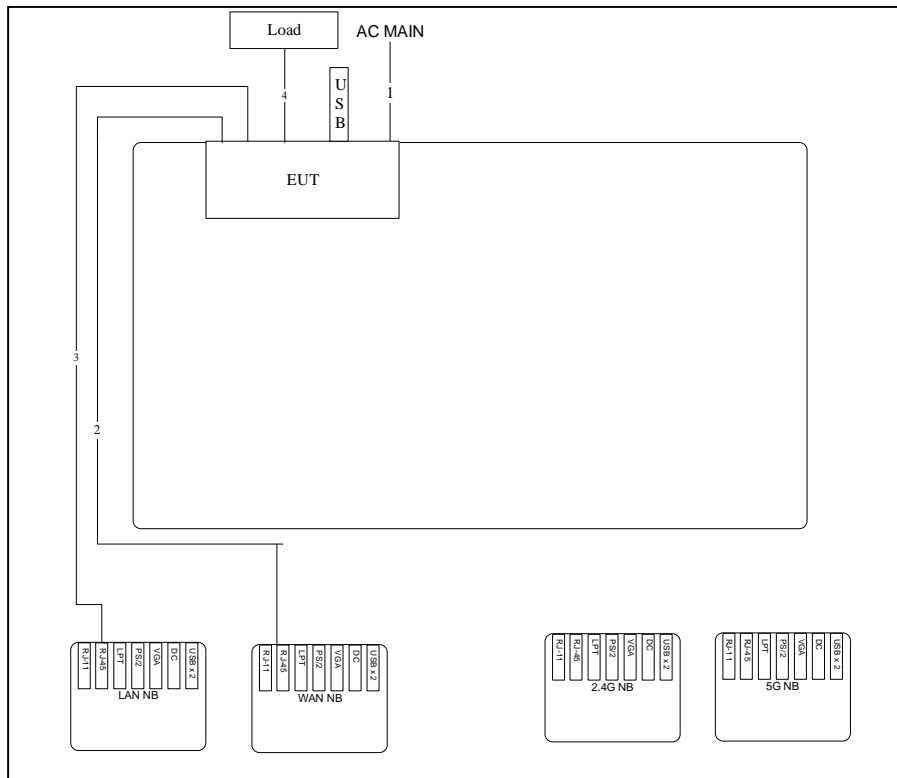 Load
AC MAIN
USB
4
1
EUT
3
2
RJ-11
RJ-45
LPT
PS/2
VGA
DC
USB x 2
LAN NB
RJ-11
RJ-45
LPT
PS/2
VGA
DC
USB x 2
WAN NB
RJ-11
RJ-45
LPT
PS/2
VGA
DC
USB x 2
2.4G NB
RJ-11
RJ-45
LPT
PS/2
VGA
DC
USB x 2
5G NB